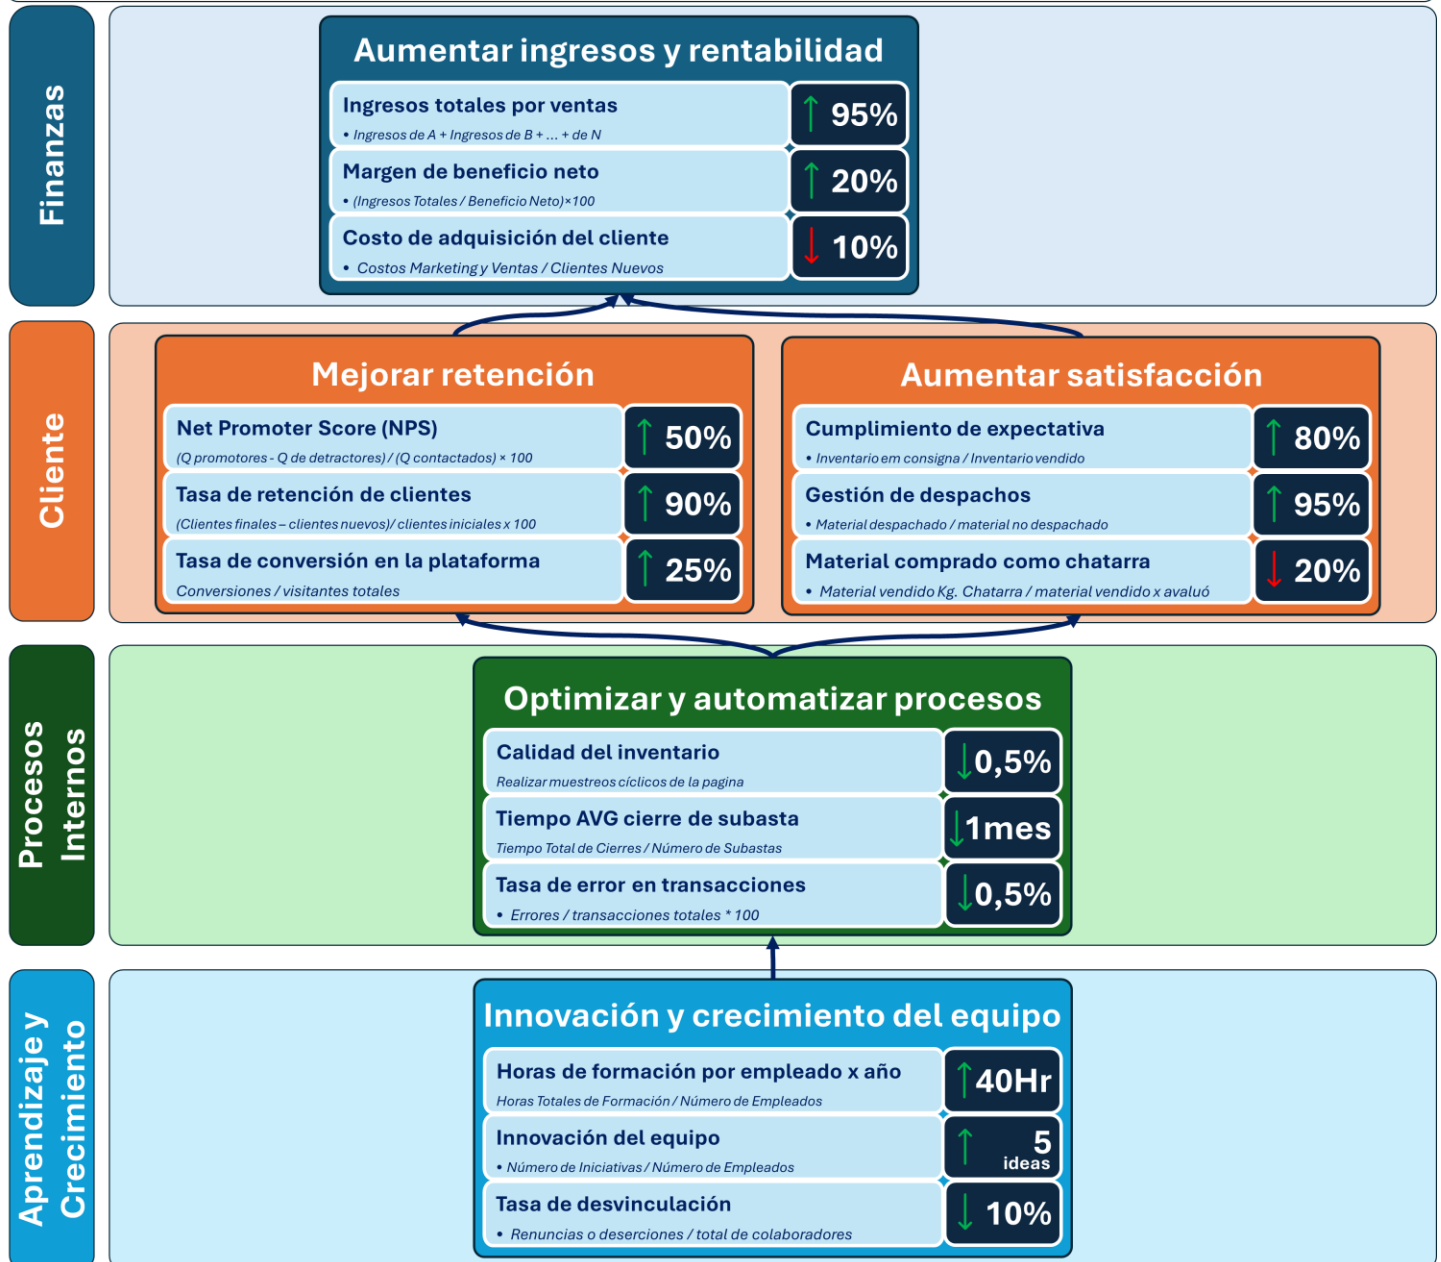 Finanzas
Aumentar ingresos y rentabilidad
Ingresos totales por ventas
• Ingresos de A + Ingresos de B + ... + de N
↑ 95%
Margen de beneficio neto
• (Ingresos Totales / Beneficio Neto)×100
↑ 20%
Costo de adquisición del cliente
• Costos Marketing y Ventas / Clientes Nuevos
↓ 10%
Cliente
Mejorar retención
Net Promoter Score (NPS)
(Q promotores - Q de detractores) / (Q contactados) × 100
↑ 50%
Tasa de retención de clientes
(Clientes finales – clientes nuevos)/ clientes iniciales x 100
↑ 90%
Tasa de conversión en la plataforma
Conversiones / visitantes totales
↑ 25%
Aumentar satisfacción
Cumplimiento de expectativa
• Inventario em consigna / Inventario vendido
↑ 80%
Gestión de despachos
• Material despachado / material no despachado
↑ 95%
Material comprado como chatarra
• Material vendido Kg. Chatarra / material vendido x avaluó
↓ 20%
Procesos
Internos
Optimizar y automatizar procesos
Calidad del inventario
Realizar muestreos cíclicos de la pagina
↓0,5%
Tiempo AVG cierre de subasta
Tiempo Total de Cierres / Número de Subastas
↓1mes
Tasa de error en transacciones
• Errores / transacciones totales * 100
↓0,5%
Aprendizaje y
Crecimiento
Innovación y crecimiento del equipo
Horas de formación por empleado x año
Horas Totales de Formación / Número de Empleados
↑40Hr
Innovación del equipo
• Número de Iniciativas / Número de Empleados
↑ 5
ideas
Tasa de desvinculación
• Renuncias o deserciones / total de colaboradores
↓ 10%